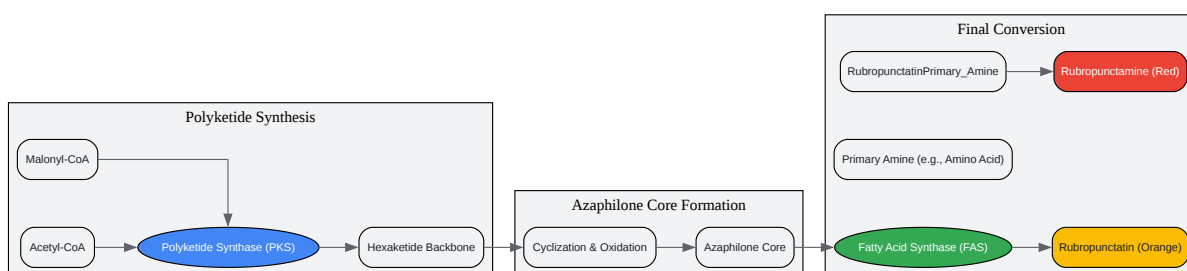 Final Conversion
RubropunctatinPrimary_Amine
Rubropunctamine (Red)
Polyketide Synthesis
Malonyl-CoA
Primary Amine (e.g., Amino Acid)
Azaphilone Core Formation
Acetyl-CoA
Polyketide Synthase (PKS)
Hexaketide Backbone
Cyclization & Oxidation
Azaphilone Core
Fatty Acid Synthase (FAS)
Rubropunctatin (Orange)